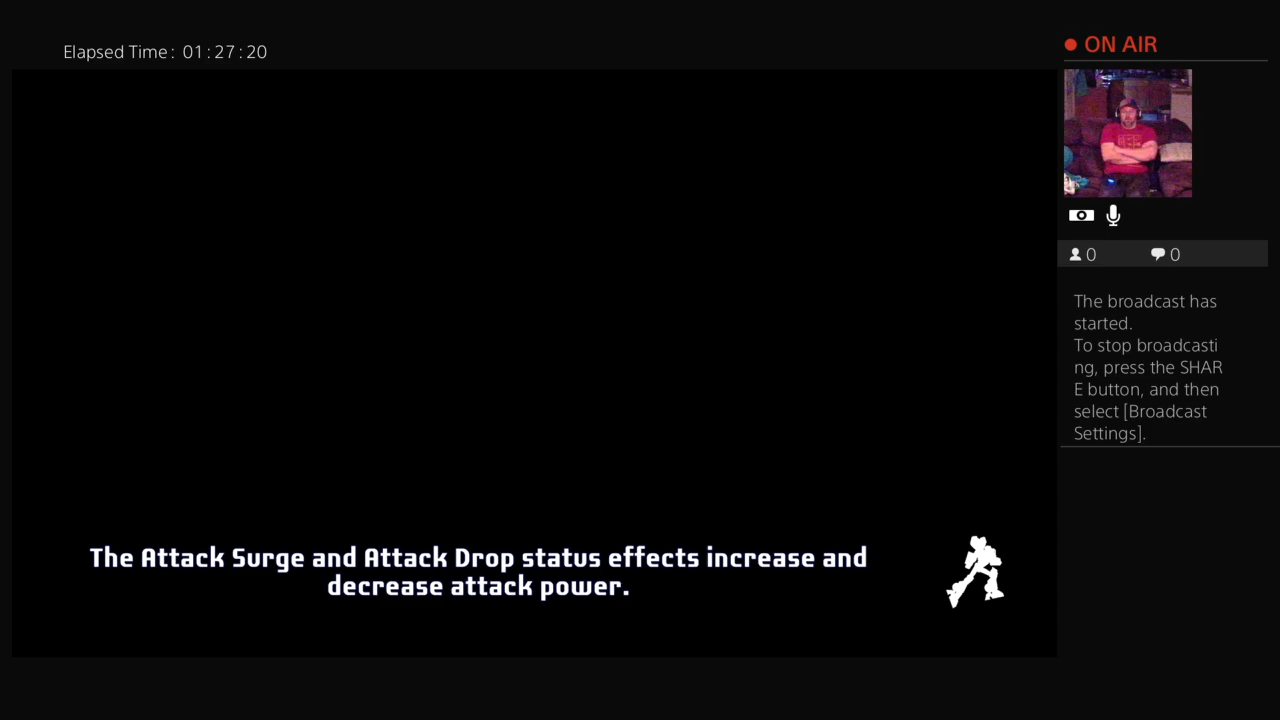 Elapsed Time: 01:27:20
ON AIR
0 0
The broadcast has
started.
To stop broadcasti
ng, press the SHAR
E button, and then
select [Broadcast
Settings].
The Attack Surge and Attack Drop status effects increase and
decrease attack power.